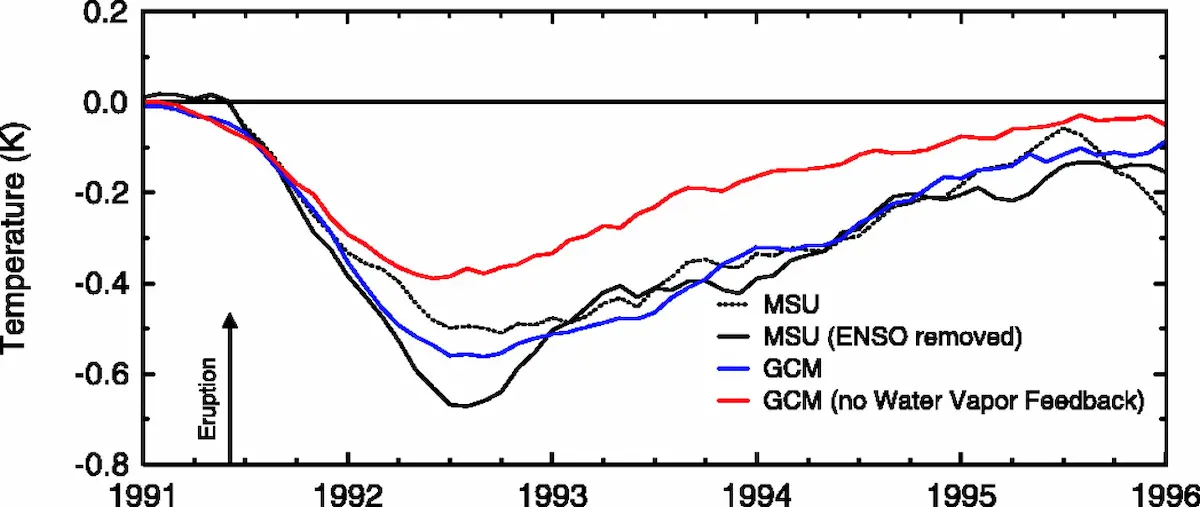 Temperature (K)
0.2
0.0
-0.2
-0.4
-0.6
-0.8
Eruption
MSU
MSU (ENSO removed)
GCM
GCM (no Water Vapor Feedback)
1991 1992 1993 1994 1995 1996